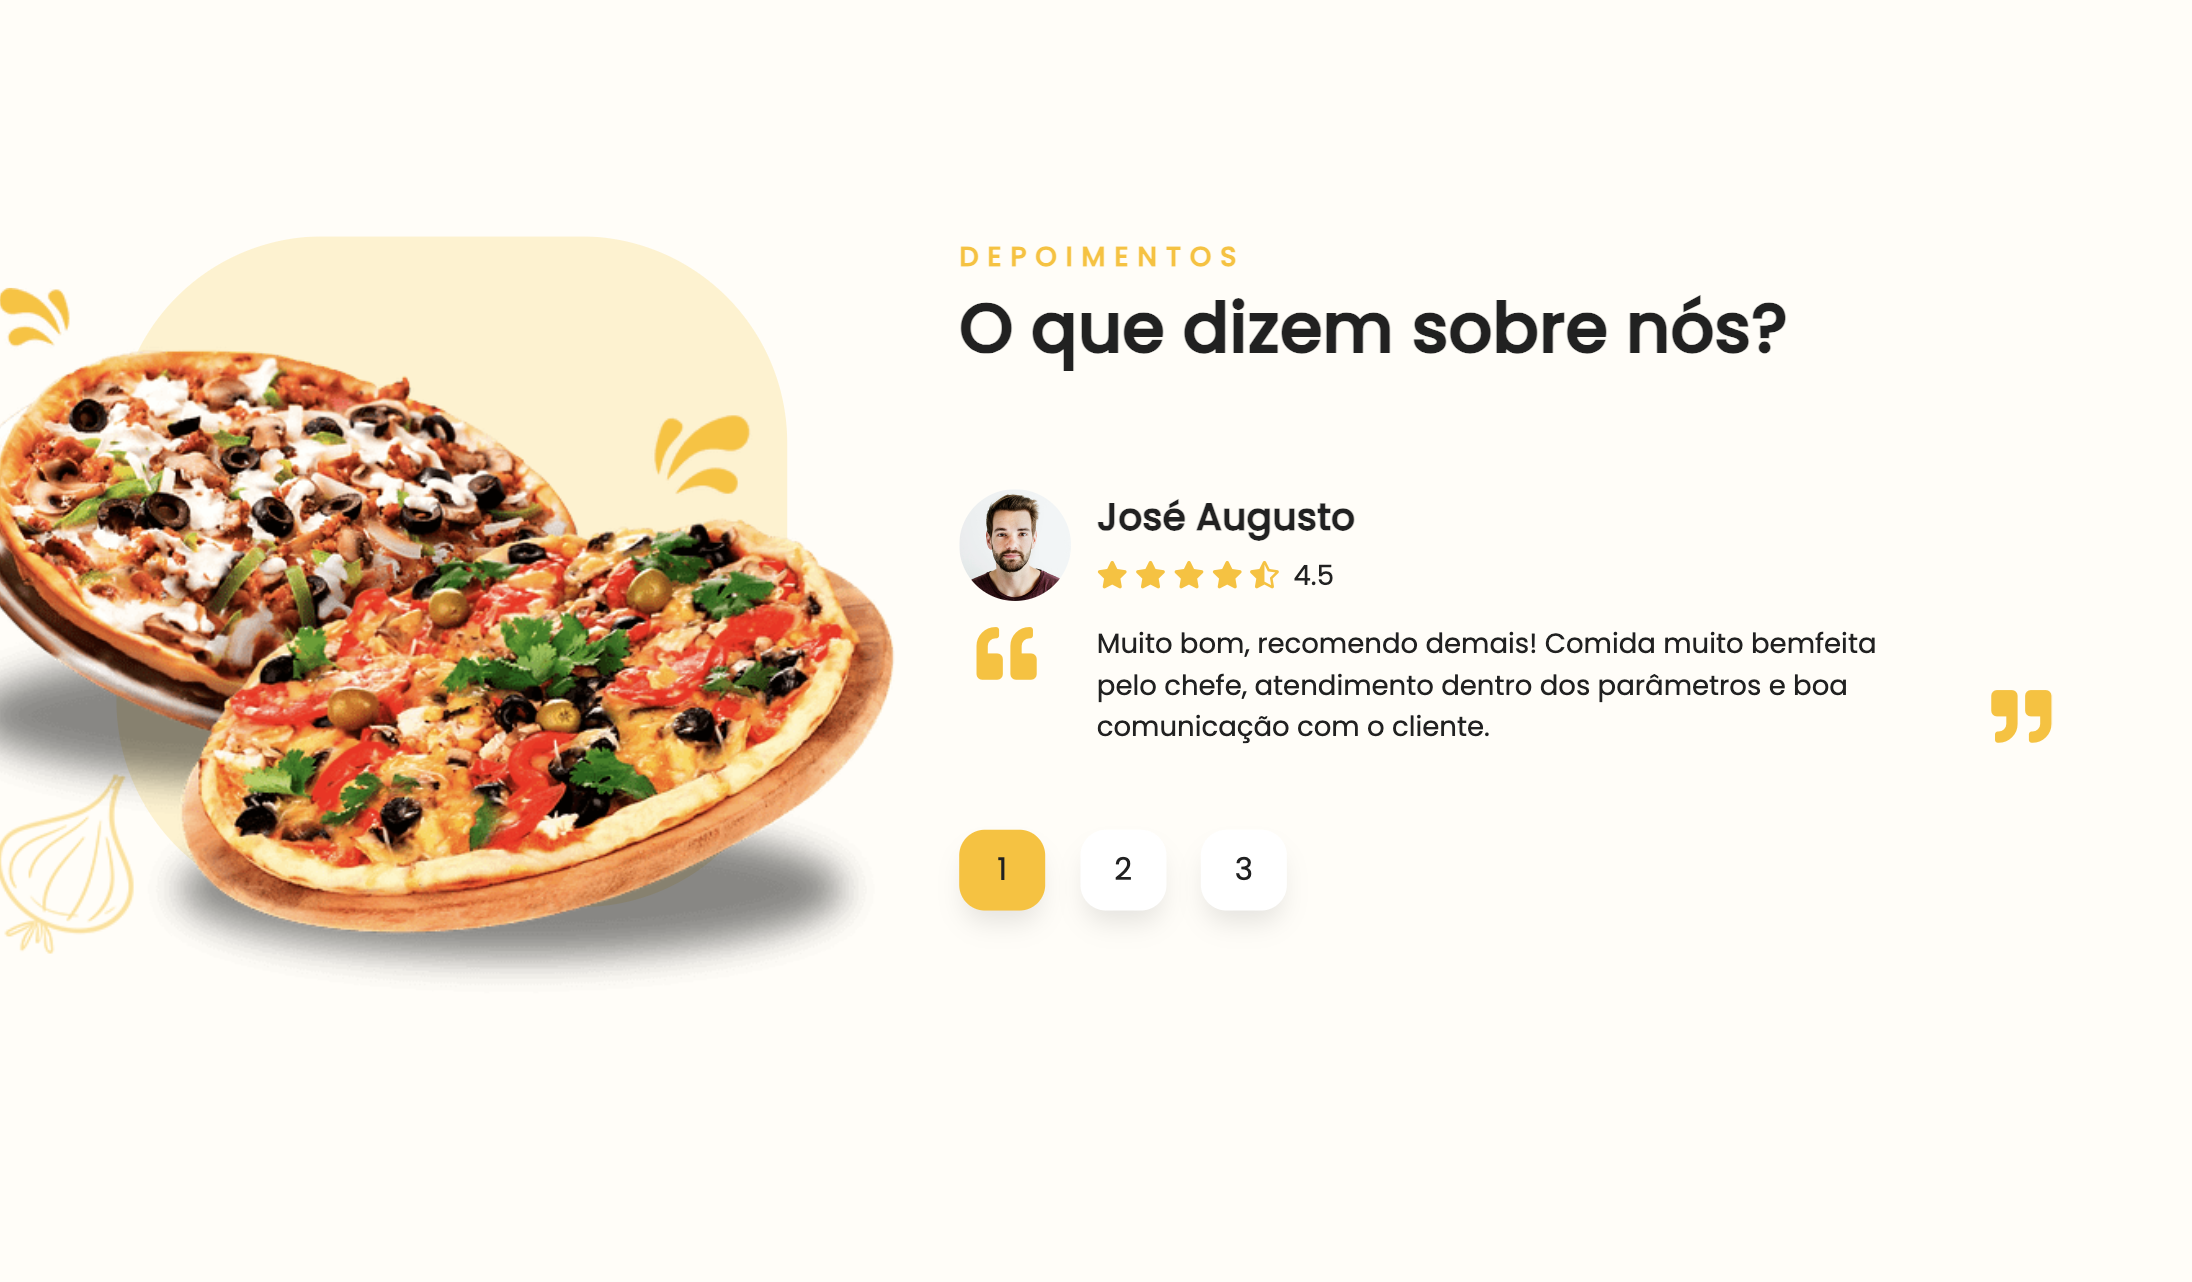 DEPOIMENTOS
O que dizem sobre nós?
José Augusto
4.5
Muito bom, recomendo demais! Comida muito bemfeita
pelo chefe, atendimento dentro dos parâmetros e boa
comunicação com o cliente.
1 2 3